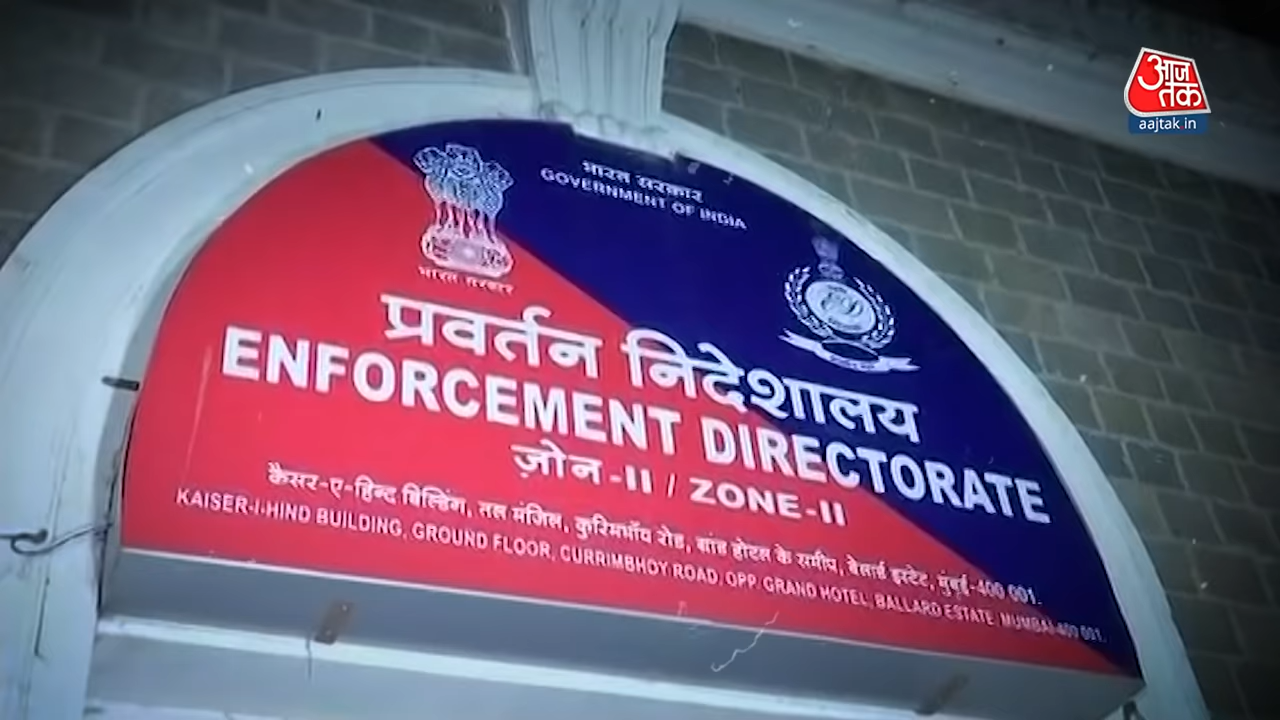 आज
तक
aajtak in
भारत सरकार
GOVERNMENT OF INDIA
भारत सरकार
प्रवर्तन निदेशालय
ENFORCEMENT DIRECTORATE
ज़ोन-II / ZONE-II
कैसर-ए-हिन्द बिल्डिंग, तल मंजिल, कुरिमभॉय रोड, ग्रांड होटल के समीप, बेलार्ड इस्टेट, मुंबई-400 001.
KAISER-I-HIND BUILDING, GROUND FLOOR, CURRIMBHOY ROAD, OPP. GRAND HOTEL, BALLARD ESTATE, MUMBAI-400 001.